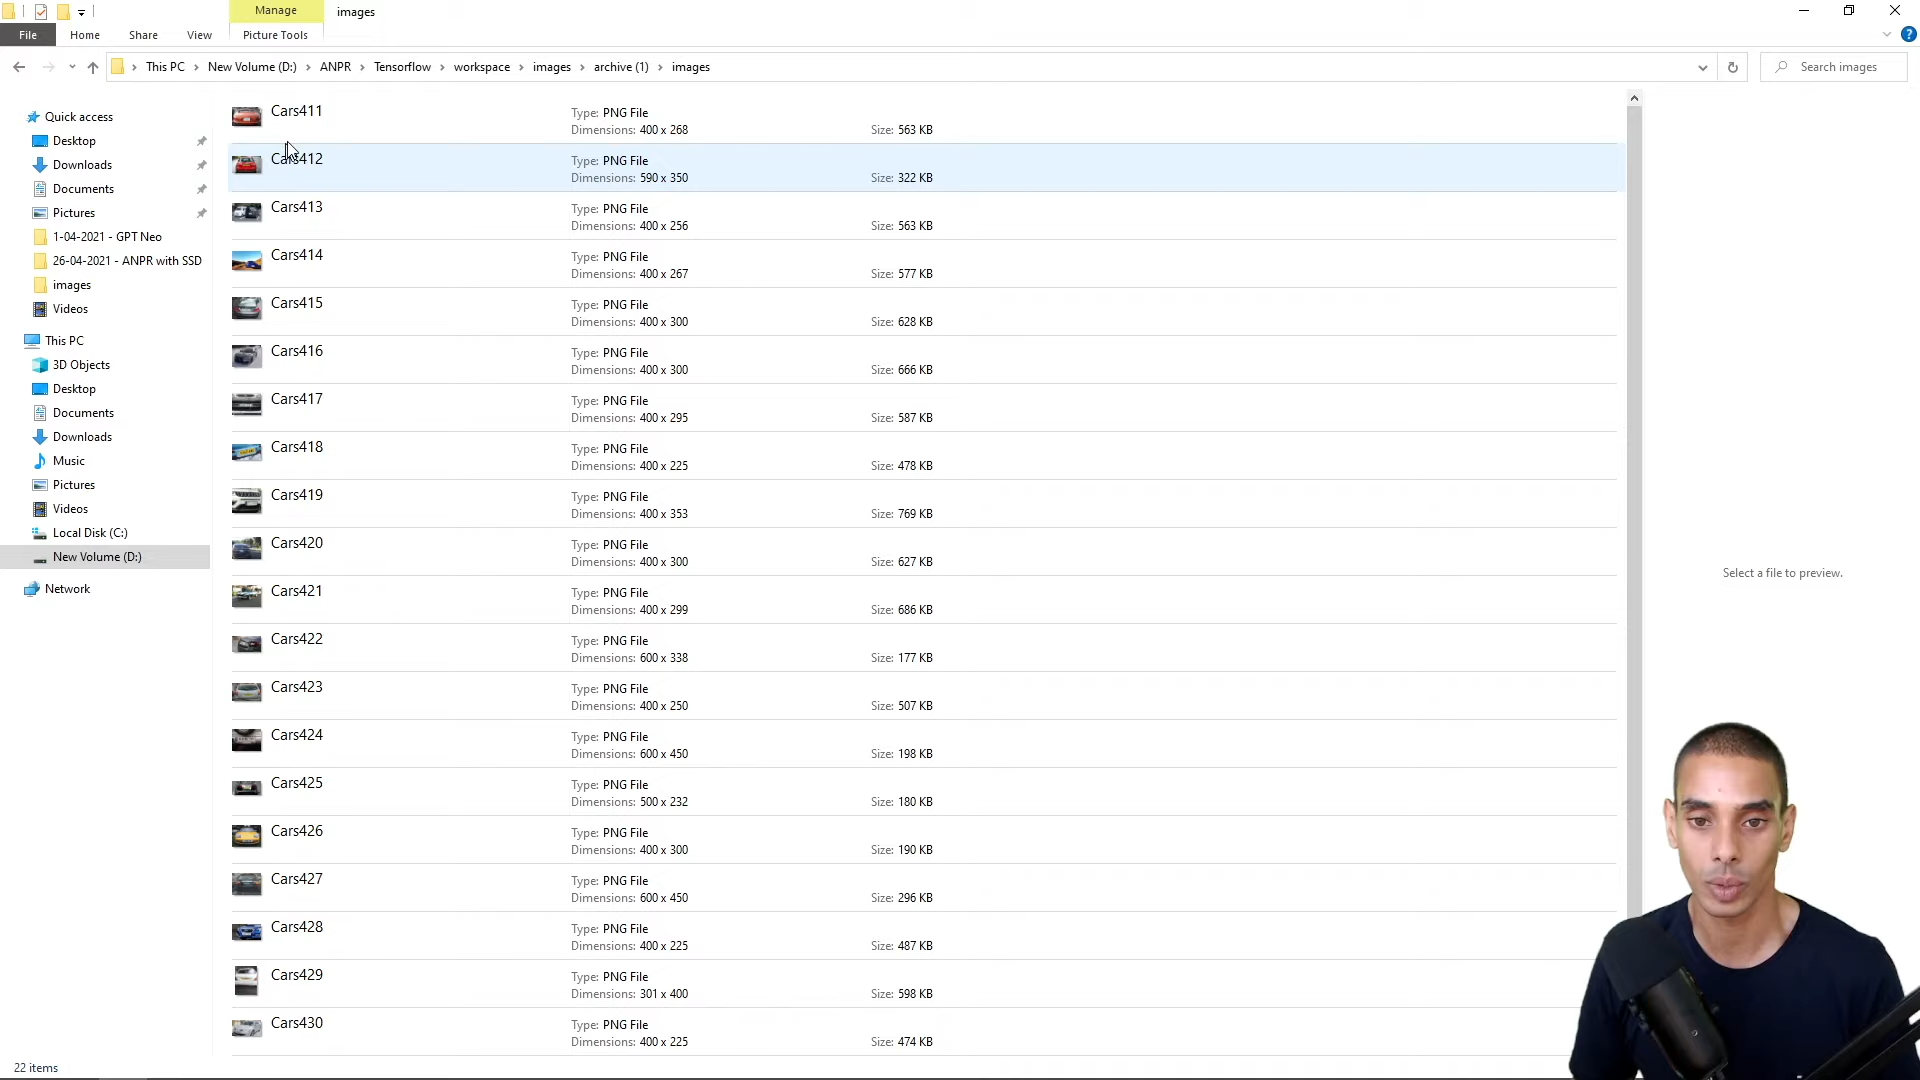 Manage
images
File
Home
Share
View
Picture Tools
This PC
New Volume (D:)
ANPR
Tensorflow
workspace
images
archive (1)
images
Search images
Quick access
Desktop
Downloads
Documents
Pictures
1-04-2021 - GPT Neo
26-04-2021 - ANPR with SSD
images
Videos
This PC
3D Objects
Desktop
Documents
Downloads
Music
Pictures
Videos
Local Disk (C:)
New Volume (D:)
Network
Cars411
Type: PNG File
Dimensions: 400 x 268
Size: 563 KB
Cars412
Type: PNG File
Dimensions: 590 x 350
Size: 322 KB
Cars413
Type: PNG File
Dimensions: 400 x 256
Size: 563 KB
Cars414
Type: PNG File
Dimensions: 400 x 267
Size: 577 KB
Cars415
Type: PNG File
Dimensions: 400 x 300
Size: 628 KB
Cars416
Type: PNG File
Dimensions: 400 x 300
Size: 666 KB
Cars417
Type: PNG File
Dimensions: 400 x 295
Size: 587 KB
Cars418
Type: PNG File
Dimensions: 400 x 225
Size: 478 KB
Cars419
Type: PNG File
Dimensions: 400 x 353
Size: 769 KB
Cars420
Type: PNG File
Dimensions: 400 x 300
Size: 627 KB
Cars421
Type: PNG File
Dimensions: 400 x 299
Size: 686 KB
Cars422
Type: PNG File
Dimensions: 600 x 338
Size: 177 KB
Cars423
Type: PNG File
Dimensions: 400 x 250
Size: 507 KB
Cars424
Type: PNG File
Dimensions: 600 x 450
Size: 198 KB
Cars425
Type: PNG File
Dimensions: 500 x 232
Size: 180 KB
Cars426
Type: PNG File
Dimensions: 400 x 300
Size: 190 KB
Cars427
Type: PNG File
Dimensions: 600 x 450
Size: 296 KB
Cars428
Type: PNG File
Dimensions: 400 x 225
Size: 487 KB
Cars429
Type: PNG File
Dimensions: 301 x 400
Size: 598 KB
Cars430
Type: PNG File
Dimensions: 400 x 225
Size: 474 KB
Select a file to preview.
22 items